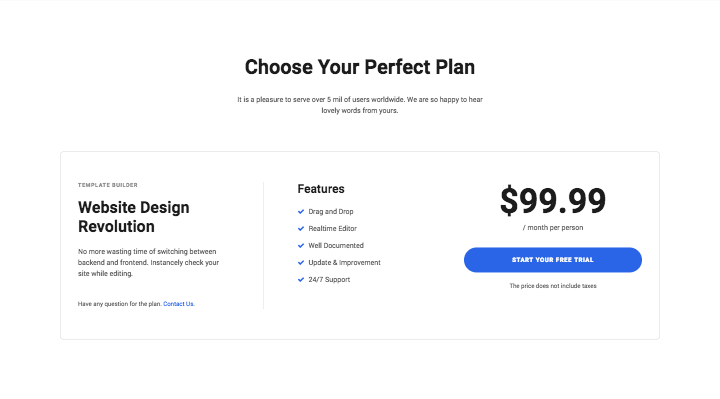 Choose Your Perfect Plan
It is a pleasure to serve over 5 mil of users worldwide. We are so happy to hear
lovely words from yours.
TEMPLATE BUILDER
Website Design
Revolution
No more wasting time of switching between
backend and frontend. Instancely check your
site while editing.
Have any question for the plan. Contact Us.
Features
Drag and Drop
Realtime Editor
Well Documented
Update & Improvement
24/7 Support
$99.99
/ month per person
START YOUR FREE TRIAL
The price does not include taxes